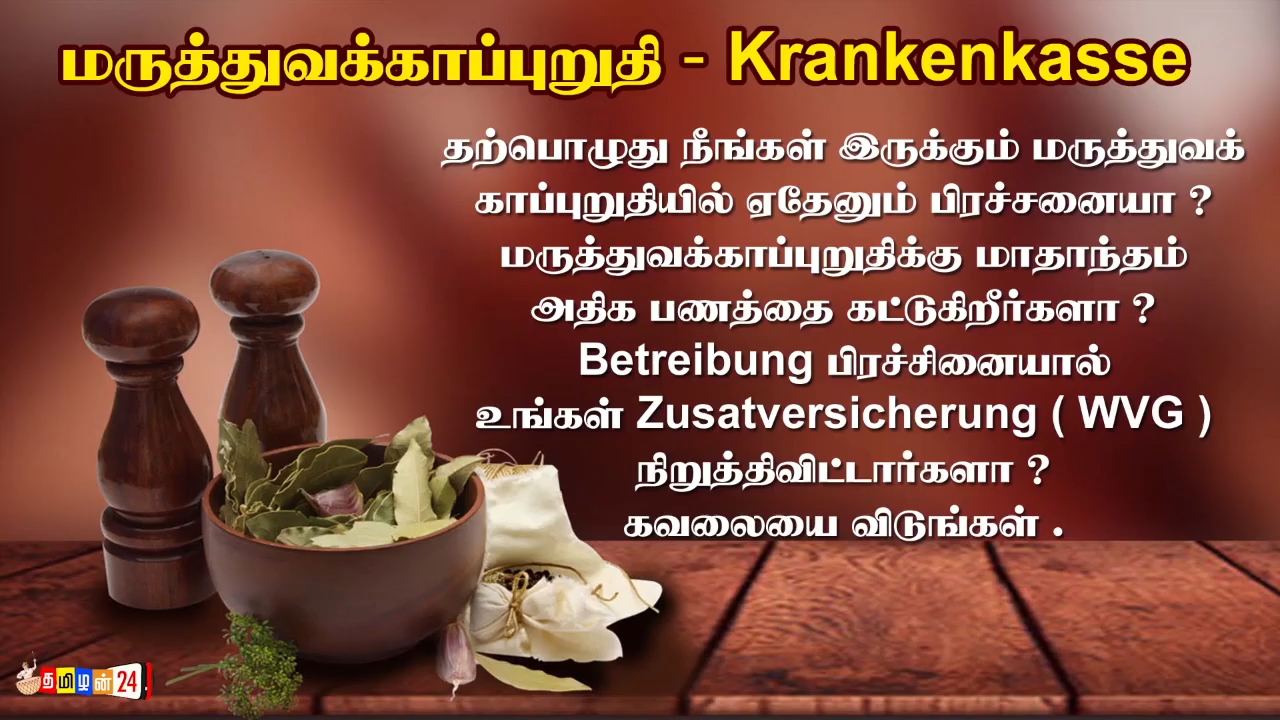 மருத்துவக்காப்புறுதி - Krankenkasse
தற்பொழுது நீங்கள் இருக்கும் மருத்துவக்
காப்புறுதியில் ஏதேனும் பிரச்சனையா ?
மருத்துவக்காப்புறுதிக்கு மாதாந்தம்
அதிக பணத்தை கட்டுகிறீர்களா ?
Betreibung பிரச்சினையால்
உங்கள் Zusatversicherung ( WVG )
நிறுத்திவிட்டார்களா ?
கவலையை விடுங்கள் .
தமிழன் 24